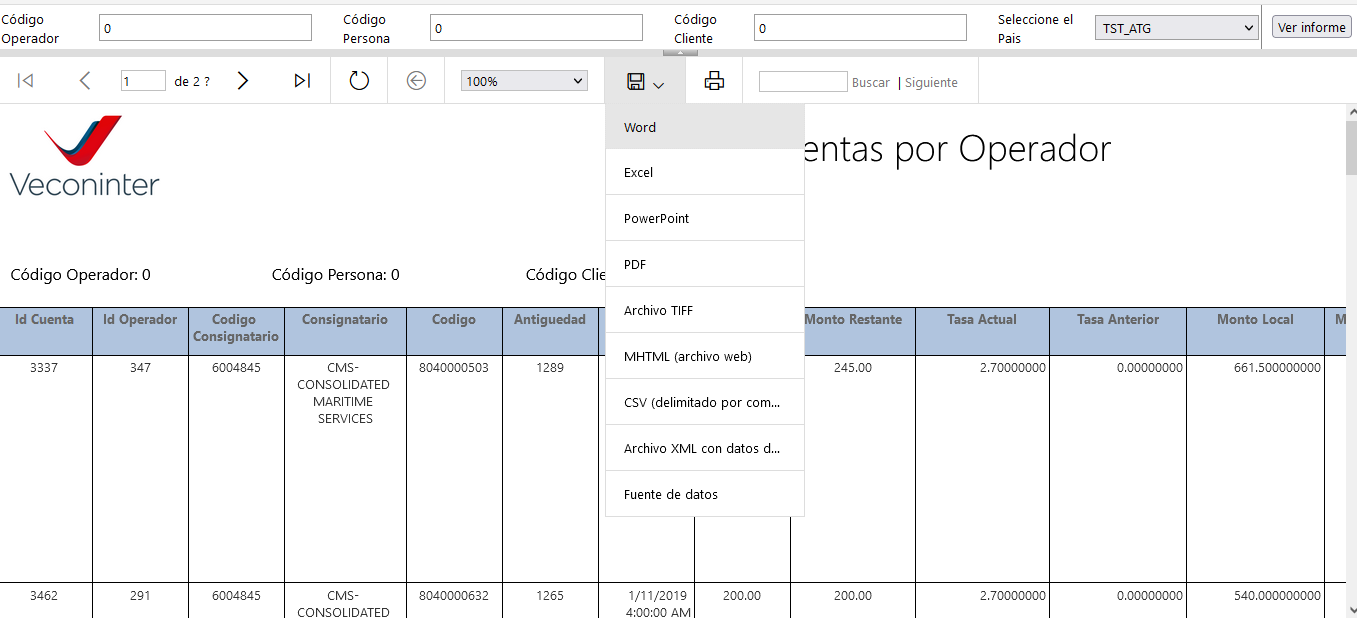 Código Operador
0
Código Persona
0
Código Cliente
0
Seleccione el Pais
TST_ATG
Ver informe
1
de 2 ?
100%
Buscar | Siguiente
Word
Excel
PowerPoint
PDF
Archivo TIFF
MHTML (archivo web)
CSV (delimitado por com...
Archivo XML con datos d...
Fuente de datos
Veconinter
entas por Operador
Código Operador: 0
Código Persona: 0
Código Clie
Id Cuenta
Id Operador
Codigo Consignatario
Consignatario
Codigo
Antiguedad
Monto Restante
Tasa Actual
Tasa Anterior
Monto Local
M
3337
347
6004845
CMS-
CONSOLIDATED
MARITIME
SERVICES
8040000503
1289
245.00
2.70000000
0.00000000
661.500000000
3462
291
6004845
CMS-
CONSOLIDATED
8040000632
1265
1/11/2019
4:00:00 AM
200.00
200.00
2.70000000
0.00000000
540.000000000